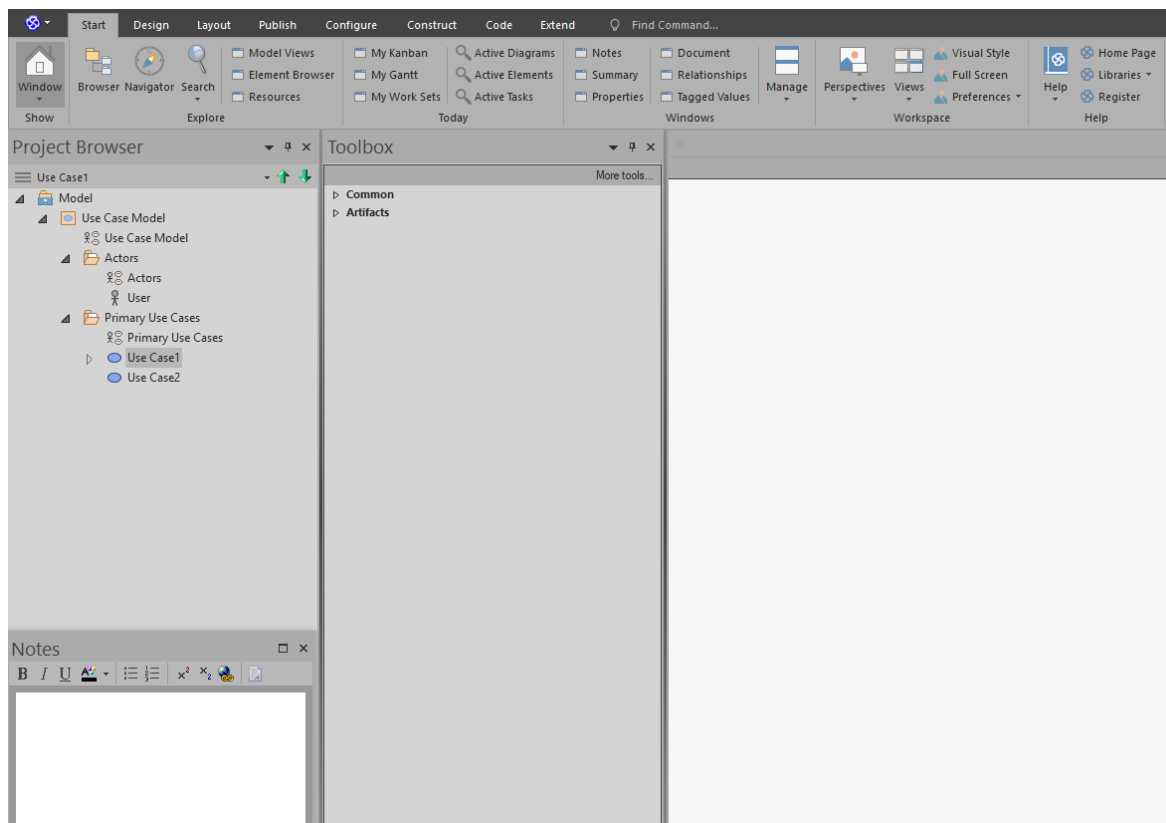 Start Design Layout Publish Configure Construct Code Extend Find Command...
Window Browser Navigator Search
Model Views
Element Browser
Resources
My Kanban
My Gantt
My Work Sets
Active Diagrams
Active Elements
Active Tasks
Notes
Summary
Properties
Document
Relationships
Tagged Values
Manage
Perspectives Views
Visual Style
Full Screen
Preferences
Help
Home Page
Libraries
Register
Show Explore Today Windows Workspace Help
Project Browser
Use Case1
Model
Use Case Model
Use Case Model
Actors
Actors
User
Primary Use Cases
Primary Use Cases
Use Case1
Use Case2
Toolbox
More tools...
Common
Artifacts
Notes
B I U A x² x₂